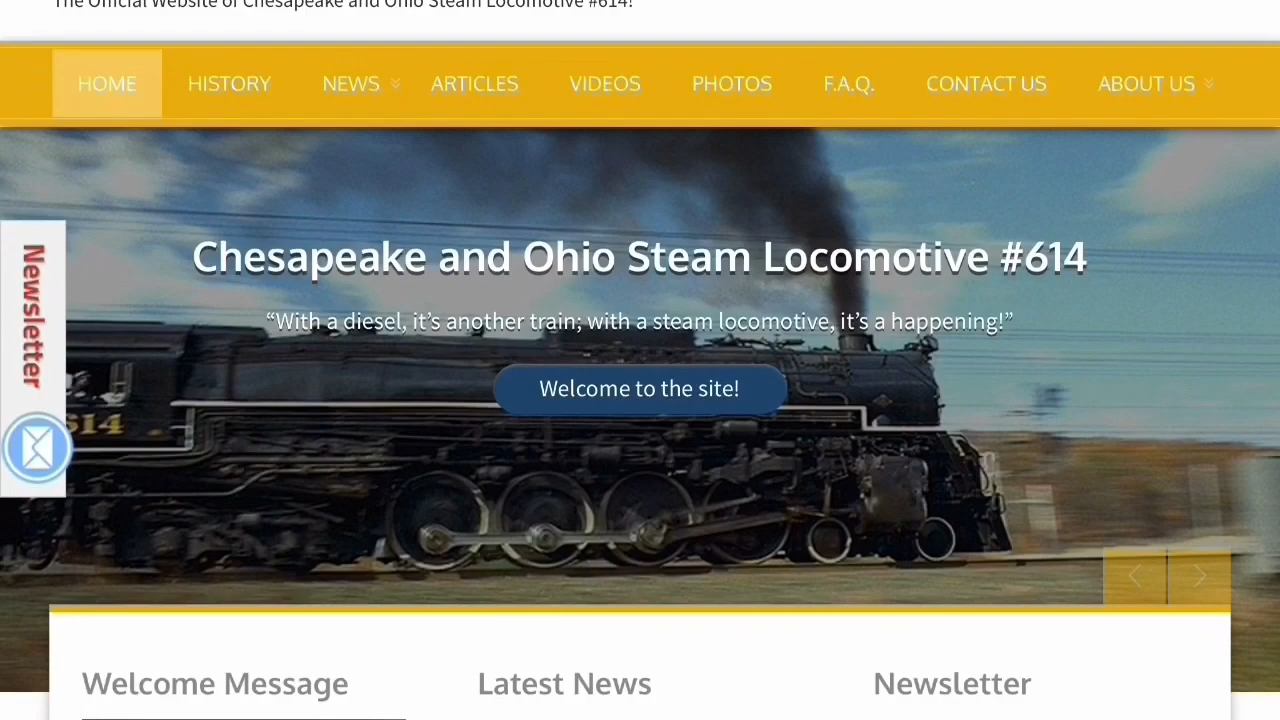 The Official Website of Chesapeake and Ohio Steam Locomotive #614!
HOME HISTORY NEWS ARTICLES VIDEOS PHOTOS F.A.Q. CONTACT US ABOUT US
Chesapeake and Ohio Steam Locomotive #614
“With a diesel, it’s another train; with a steam locomotive, it’s a happening!”
Welcome to the site!
Newsletter
614
Welcome Message
Latest News
Newsletter